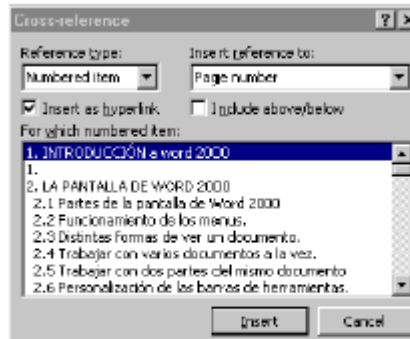 Cross-reference
Reference type: Insert reference to:
Numbered item Page number
Insert as hyperlink Include above/below
For which numbered item:
1. INTRODUCCIÓN a word 2000
1.
2. LA PANTALLA DE WORD 2000
2.1 Partes de la pantalla de Word 2000
2.2 Funcionamiento de los menus.
2.3 Distintas formas de ver un documento.
2.4 Trabajar con varios documentos a la vez.
2.5 Trabajar con dos partes del mismo documento
2.6 Personalización de las barras de herramientas.
Insert Cancel